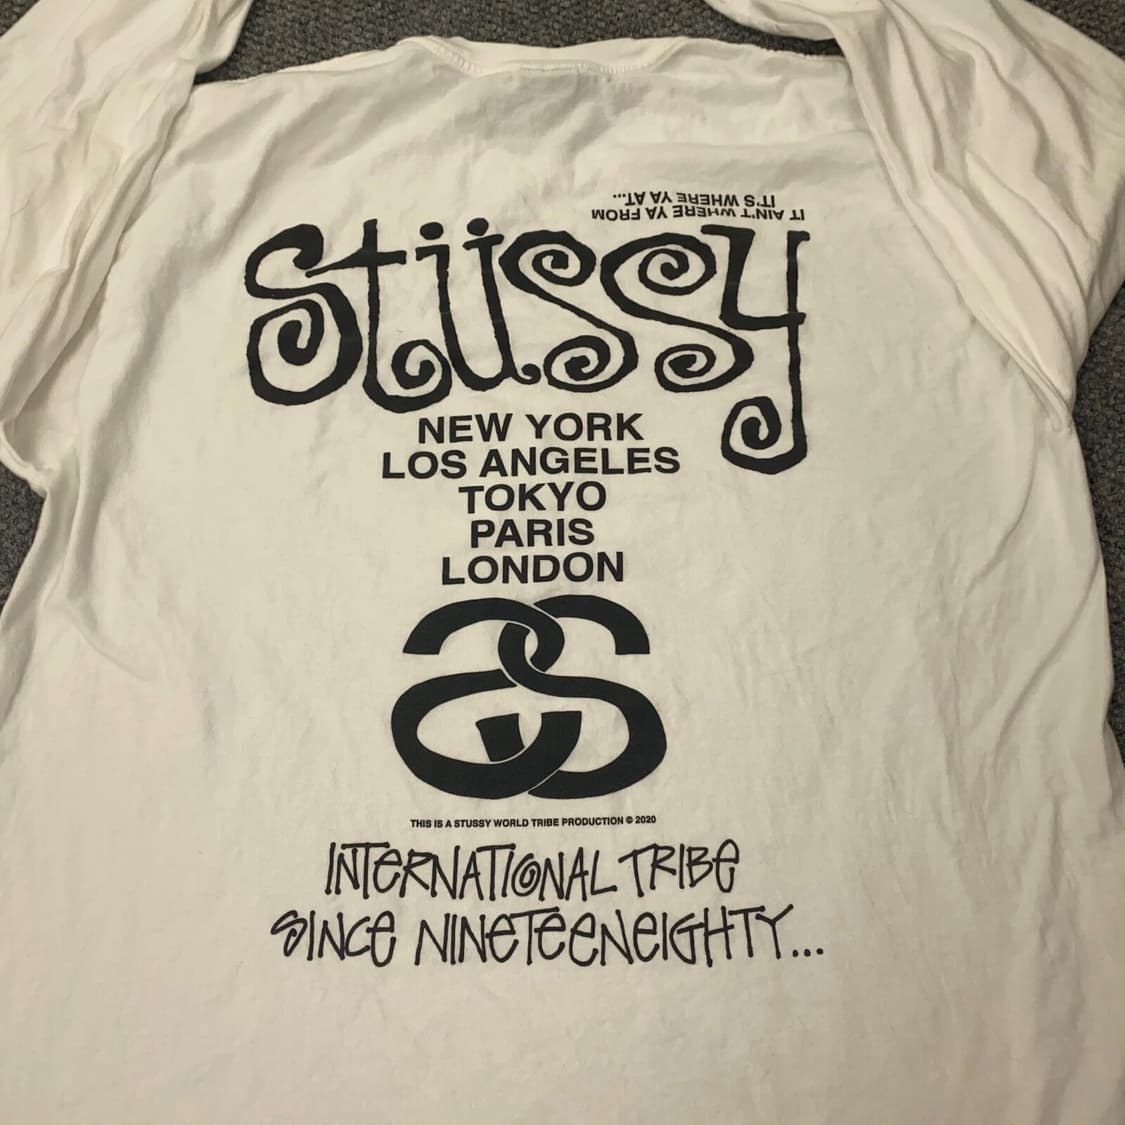 IT AIN'T WHERE YA FROM
IT'S WHERE YA AT...
Stüssy
NEW YORK
LOS ANGELES
TOKYO
PARIS
LONDON
THIS IS A STUSSY WORLD TRIBE PRODUCTION © 2020
INTERNATIONAL TRIBE
SINCE NINETEENEIGHTY...